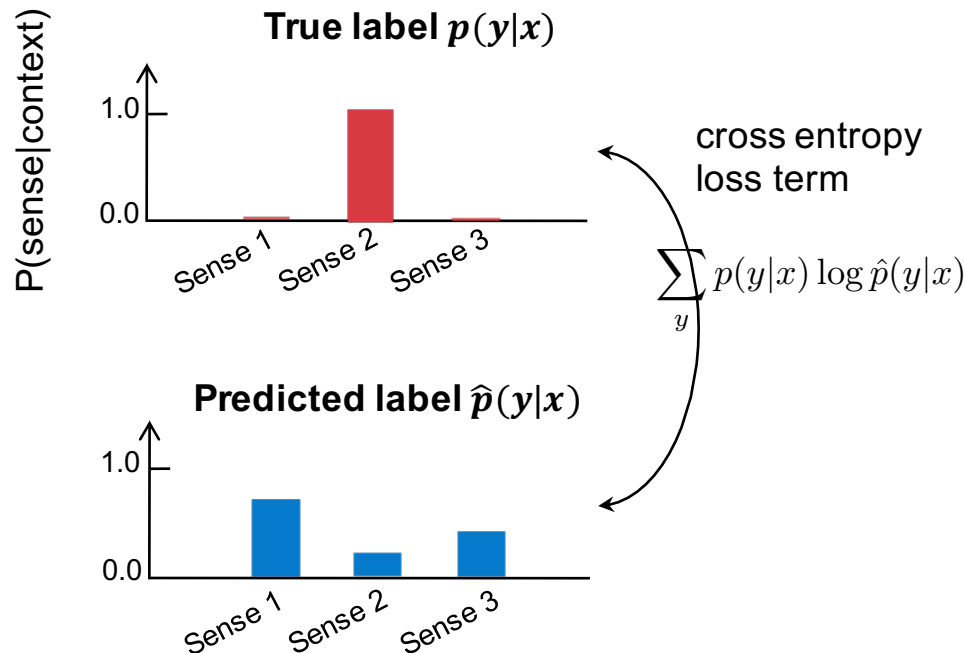 True label p(y|x)
P(sense|context)
1.0
0.0
Sense 1
Sense 2
Sense 3
cross entropy
loss term
∑ p(y|x) log p̂(y|x)
y
Predicted label p̂(y|x)
1.0
0.0
Sense 1
Sense 2
Sense 3